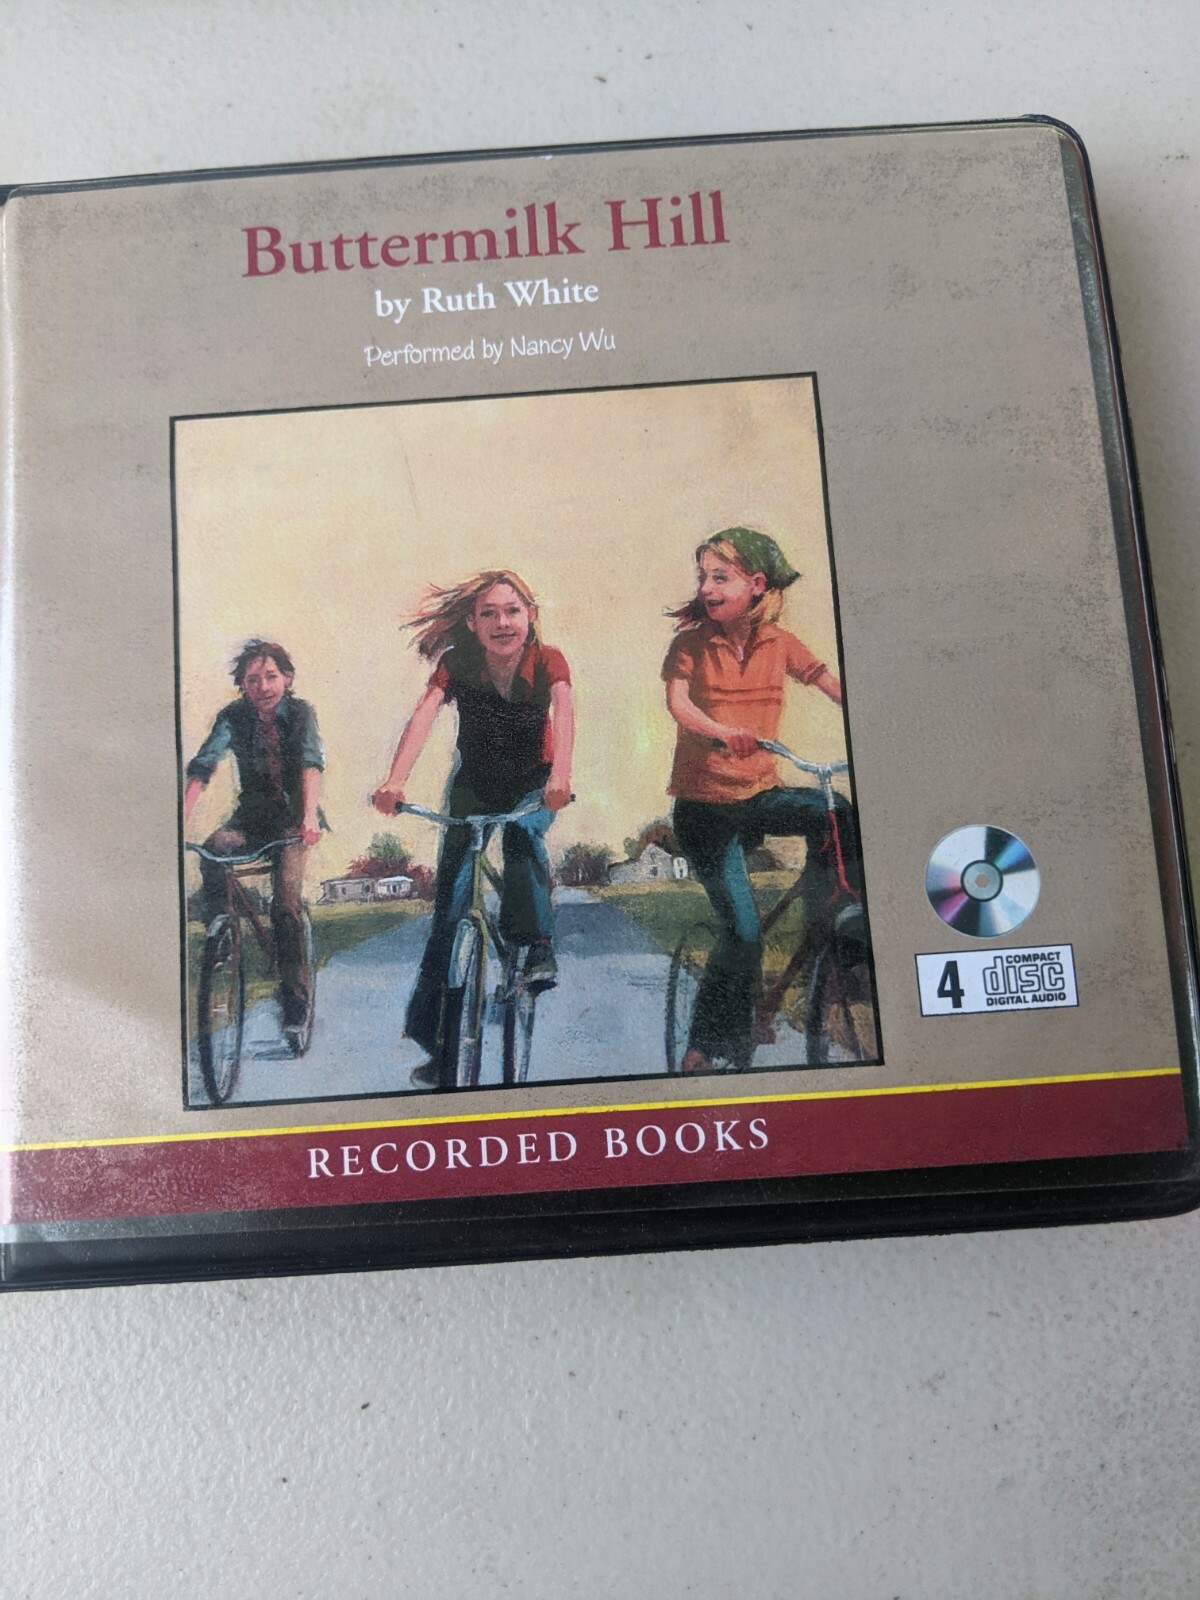 Buttermilk Hill
by Ruth White
Performed by Nancy Wu
4
COMPACT
disc
DIGITAL AUDIO
RECORDED BOOKS